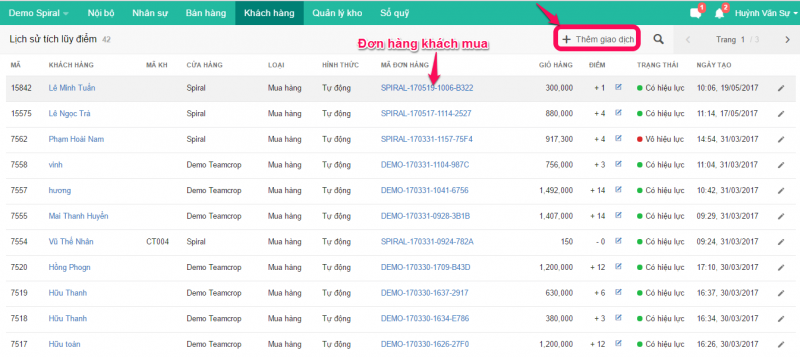 Demo Spiral Nội bộ Nhân sự Bán hàng Khách hàng Quản lý kho Sổ quỹ 1 2 Huỳnh Văn Sư
Lịch sử tích lũy điểm 42 + Thêm giao dịch Trang 1 / 3
Đơn hàng khách mua
MÃ KHÁCH HÀNG MÃ KH CỬA HÀNG LOẠI HÌNH THỨC MÃ ĐƠN HÀNG GIỎ HÀNG ĐIỂM TRẠNG THÁI NGÀY TẠO
15842 Lê Minh Tuấn Spiral Mua hàng Tự động SPIRAL-170519-1006-B322 300,000 + 1 Có hiệu lực 10:06, 19/05/2017
15575 Lê Ngọc Trà Spiral Mua hàng Tự động SPIRAL-170517-1114-2527 880,000 + 4 Có hiệu lực 11:14, 17/05/2017
7562 Phạm Hoài Nam Spiral Mua hàng Tự động SPIRAL-170331-1157-75F4 917,300 + 4 Vô hiệu lực 14:54, 31/03/2017
7558 vinh Demo Teamcrop Mua hàng Tự động DEMO-170331-1104-987C 756,000 + 3 Có hiệu lực 11:04, 31/03/2017
7557 hương Demo Teamcrop Mua hàng Tự động DEMO-170331-1041-6756 1,492,000 + 14 Có hiệu lực 10:42, 31/03/2017
7555 Mai Thanh Huyền Demo Teamcrop Mua hàng Tự động DEMO-170331-0928-3B1B 1,407,000 + 14 Có hiệu lực 09:29, 31/03/2017
7554 Vũ Thế Nhân CT004 Spiral Mua hàng Tự động SPIRAL-170331-0924-782A 150 - 0 Có hiệu lực 09:24, 31/03/2017
7520 Hồng Phogn Demo Teamcrop Mua hàng Tự động DEMO-170330-1709-B43D 1,200,000 + 12 Có hiệu lực 17:10, 30/03/2017
7519 Hữu Thanh Demo Teamcrop Mua hàng Tự động DEMO-170330-1637-2917 630,000 + 6 Có hiệu lực 16:37, 30/03/2017
7518 Hữu Thanh Demo Teamcrop Mua hàng Tự động DEMO-170330-1634-E786 380,000 + 3 Có hiệu lực 16:34, 30/03/2017
7517 Hữu toán Demo Teamcrop Mua hàng Tự động DEMO-170330-1626-27F0 1,200,000 + 12 Có hiệu lực 16:26, 30/03/2017